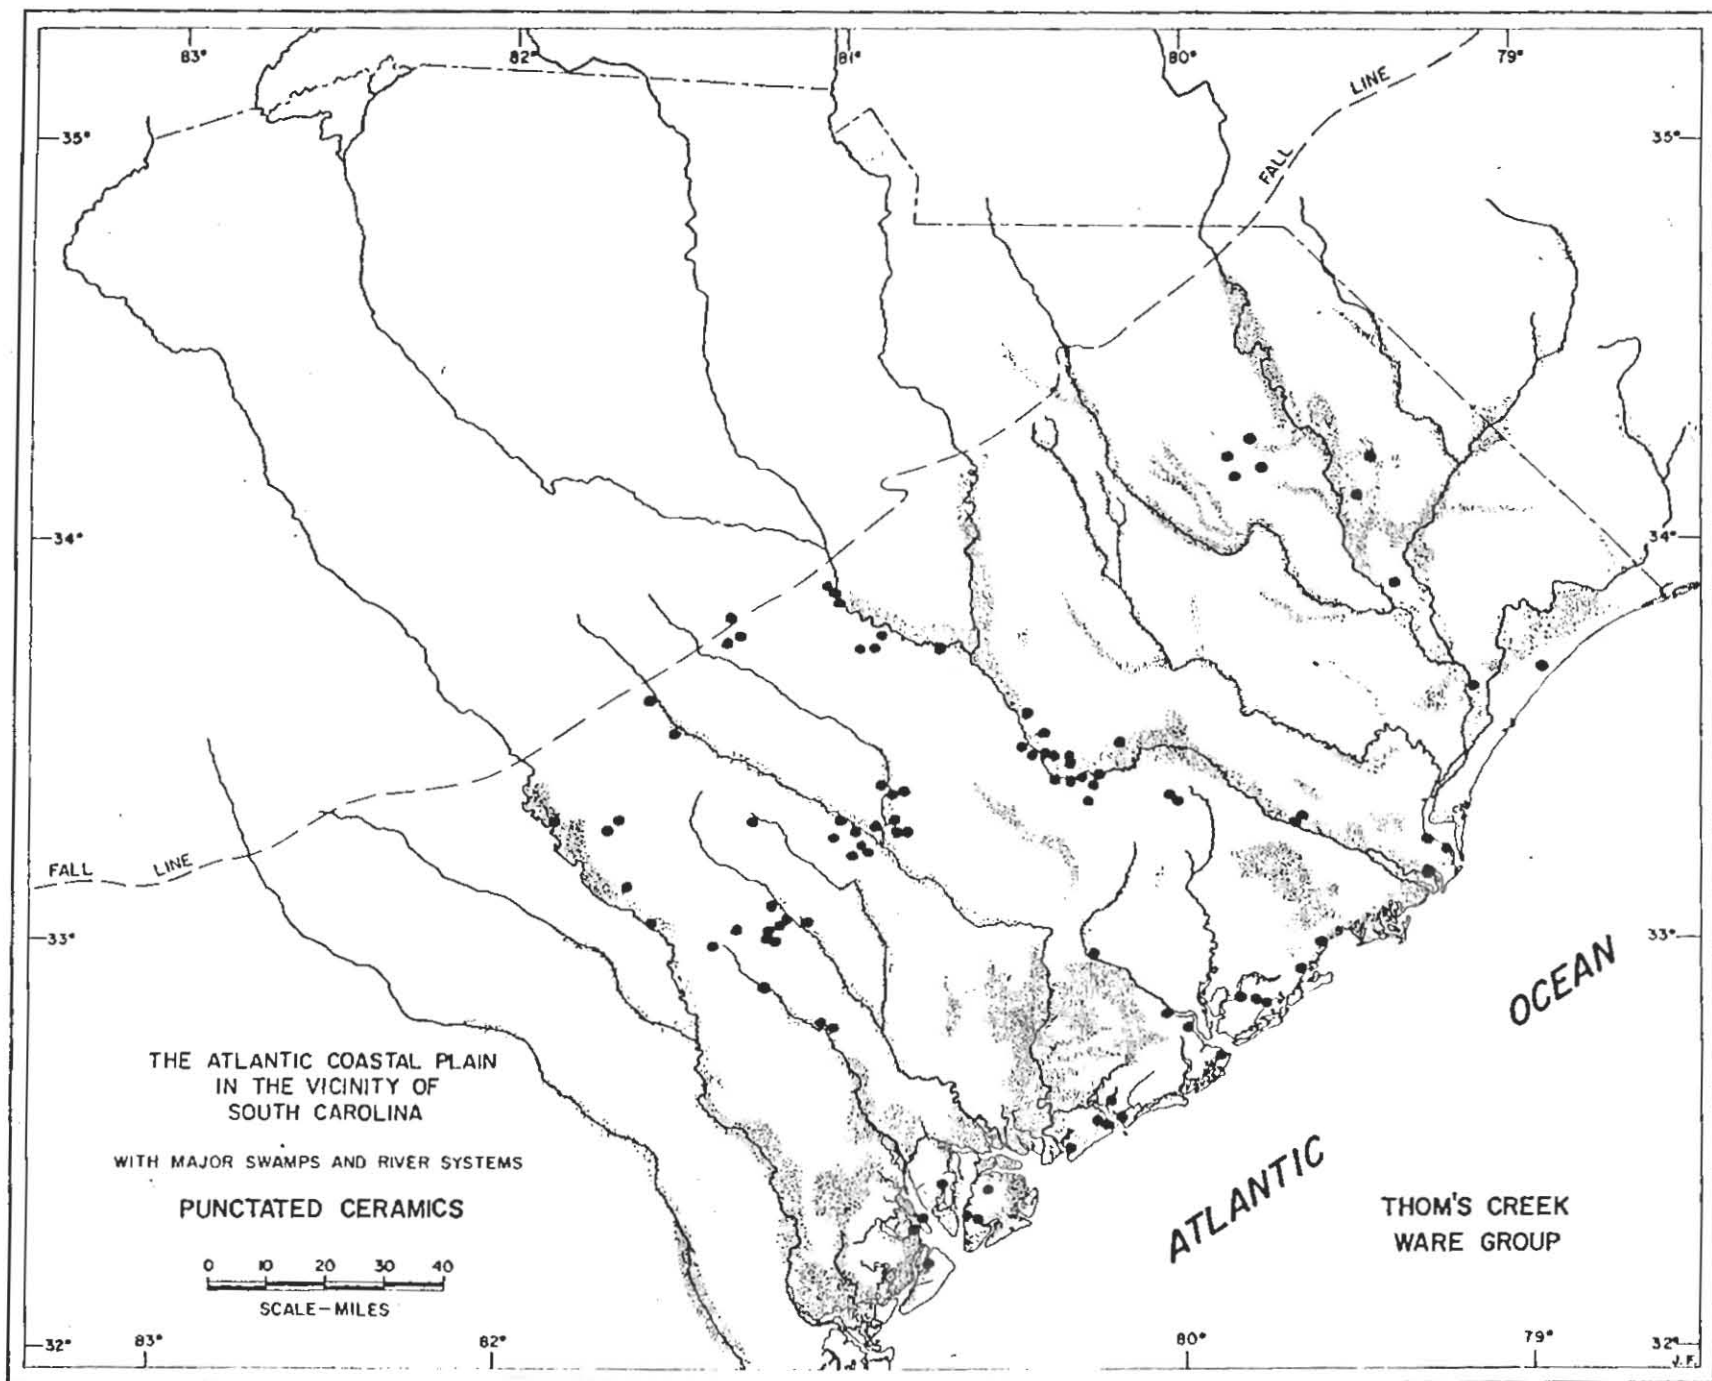 83° 82° 81° 80° 79°
LINE
FALL
35° 35°
34° 34°
FALL LINE
33° 33°
OCEAN
ATLANTIC
THE ATLANTIC COASTAL PLAIN
IN THE VICINITY OF
SOUTH CAROLINA
WITH MAJOR SWAMPS AND RIVER SYSTEMS
PUNCTATED CERAMICS
0 10 20 30 40
SCALE–MILES
THOM'S CREEK
WARE GROUP
32° 32°
83° 82° 80° 79°
J.F.